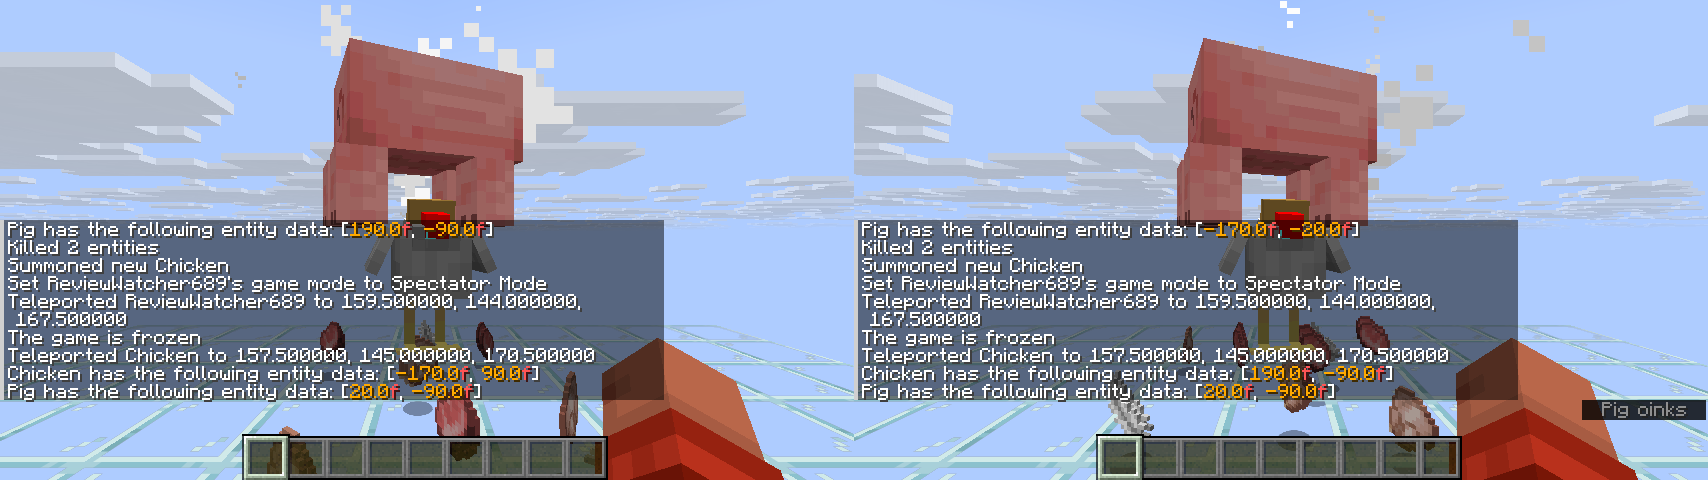 Pig has the following entity data: [190.0f, -90.0f]
Killed 2 entities
Summoned new Chicken
Set ReviewWatcher689's game mode to Spectator Mode
Teleported ReviewWatcher689 to 159.500000, 144.000000,
167.500000
The game is frozen
Teleported Chicken to 157.500000, 145.000000, 170.500000
Chicken has the following entity data: [-170.0f, 90.0f]
Pig has the following entity data: [20.0f, -90.0f]
Pig has the following entity data: [-170.0f, -20.0f]
Killed 2 entities
Summoned new Chicken
Set ReviewWatcher689's game mode to Spectator Mode
Teleported ReviewWatcher689 to 159.500000, 144.000000,
167.500000
The game is frozen
Teleported Chicken to 157.500000, 145.000000, 170.500000
Chicken has the following entity data: [190.0f, -90.0f]
Pig has the following entity data: [20.0f, -90.0f]
Pig oinks